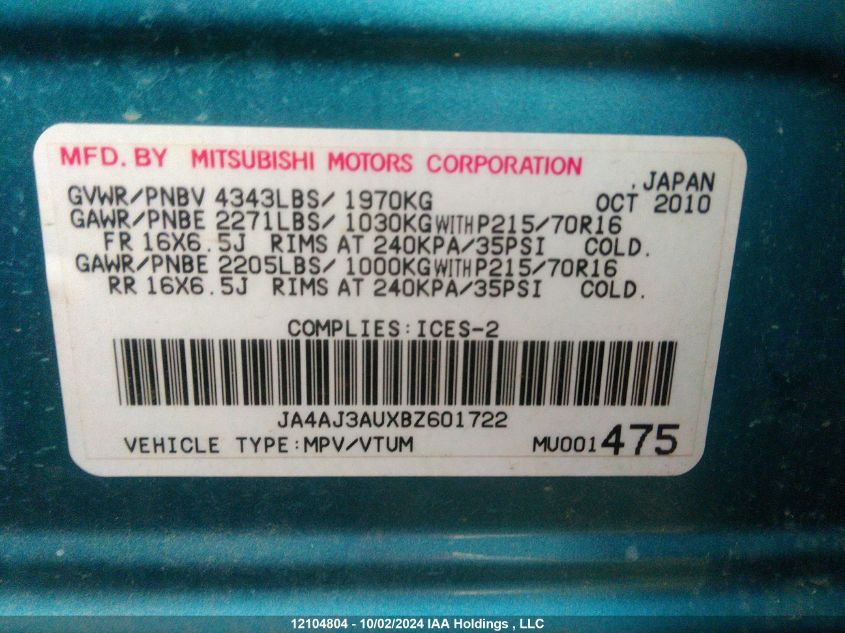 MFD. BY MITSUBISHI MOTORS CORPORATION
, JAPAN
GVWR/PNBV 4343LBS/ 1970KG OCT 2010
GAWR/PNBE 2271LBS/ 1030KG WITH P215/70R16
FR 16X6.5J RIMS AT 240KPA/35PSI COLD.
GAWR/PNBE 2205LBS/ 1000KG WITH P215/70R16
RR 16X6.5J RIMS AT 240KPA/35PSI COLD.
COMPLIES:ICES-2
JA4AJ3AUXBZ601722
VEHICLE TYPE:MPV/VTUM MU001475
12104804 - 10/02/2024 IAA Holdings , LLC